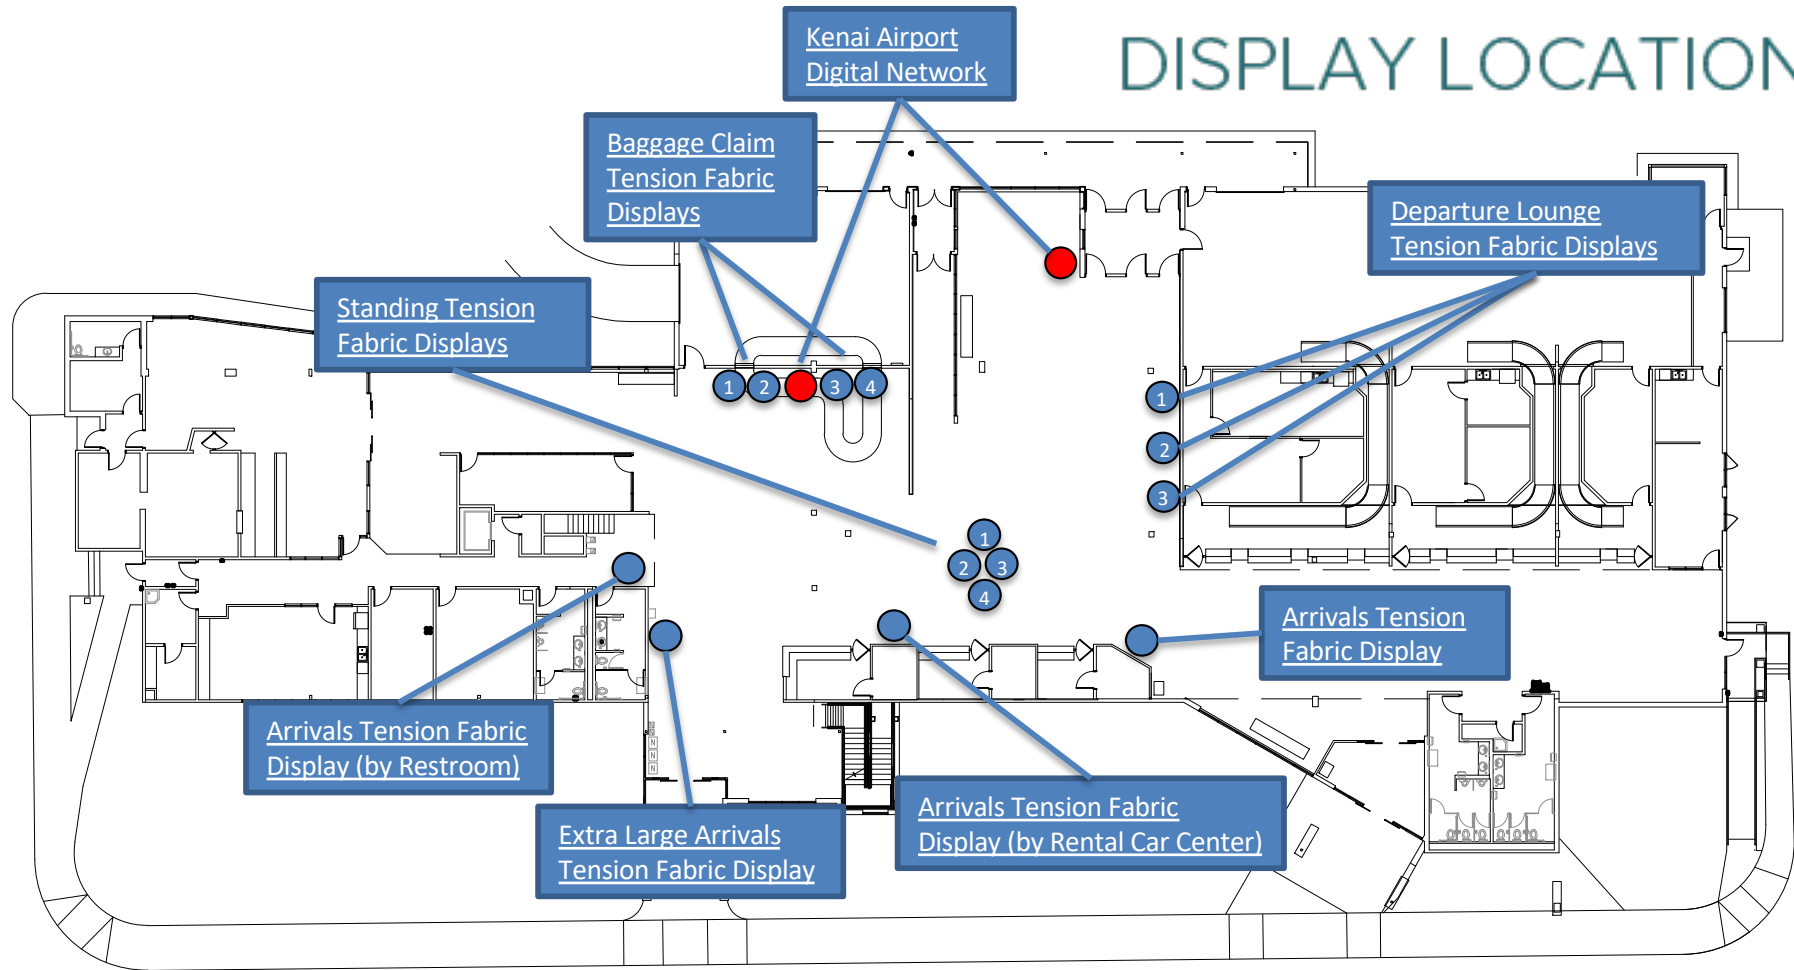 Kenai Airport
Digital Network
DISPLAY LOCATION
Baggage Claim
Tension Fabric
Displays
Departure Lounge
Tension Fabric Displays
Standing Tension
Fabric Displays
1
2
3
4
1
2
3
1
2
3
4
Arrivals Tension
Fabric Display
Arrivals Tension Fabric
Display (by Restroom)
Extra Large Arrivals
Tension Fabric Display
Arrivals Tension Fabric
Display (by Rental Car Center)
N
N
N